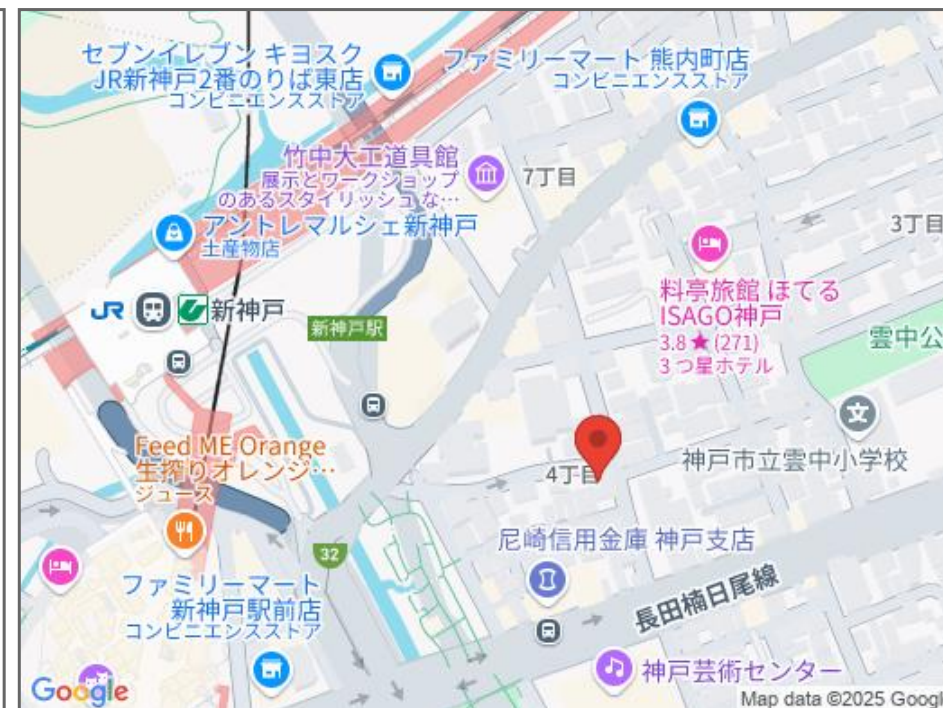 セブンイレブン キヨスク
JR新神戸2番のりば東店
コンビニエンスストア
ファミリーマート 熊内町店
コンビニエンスストア
竹中大工道具館
展示とワークショップ
のあるスタイリッシュな…
7丁目
アントレマルシェ新神戸
土産物店
3丁目
JR
新神戸
新神戸駅
料亭旅館 ほてる
ISAGO神戸
3.8★(271)
3 つ星ホテル
雲中公
文
Feed ME Orange
生搾りオレンジ…
ジュース
4丁目
神戸市立雲中小学校
尼崎信用金庫 神戸支店
32
ファミリーマート
新神戸駅前店
コンビニエンスストア
長田楠日尾線
神戸芸術センター
Google
Map data ©2025 Googl